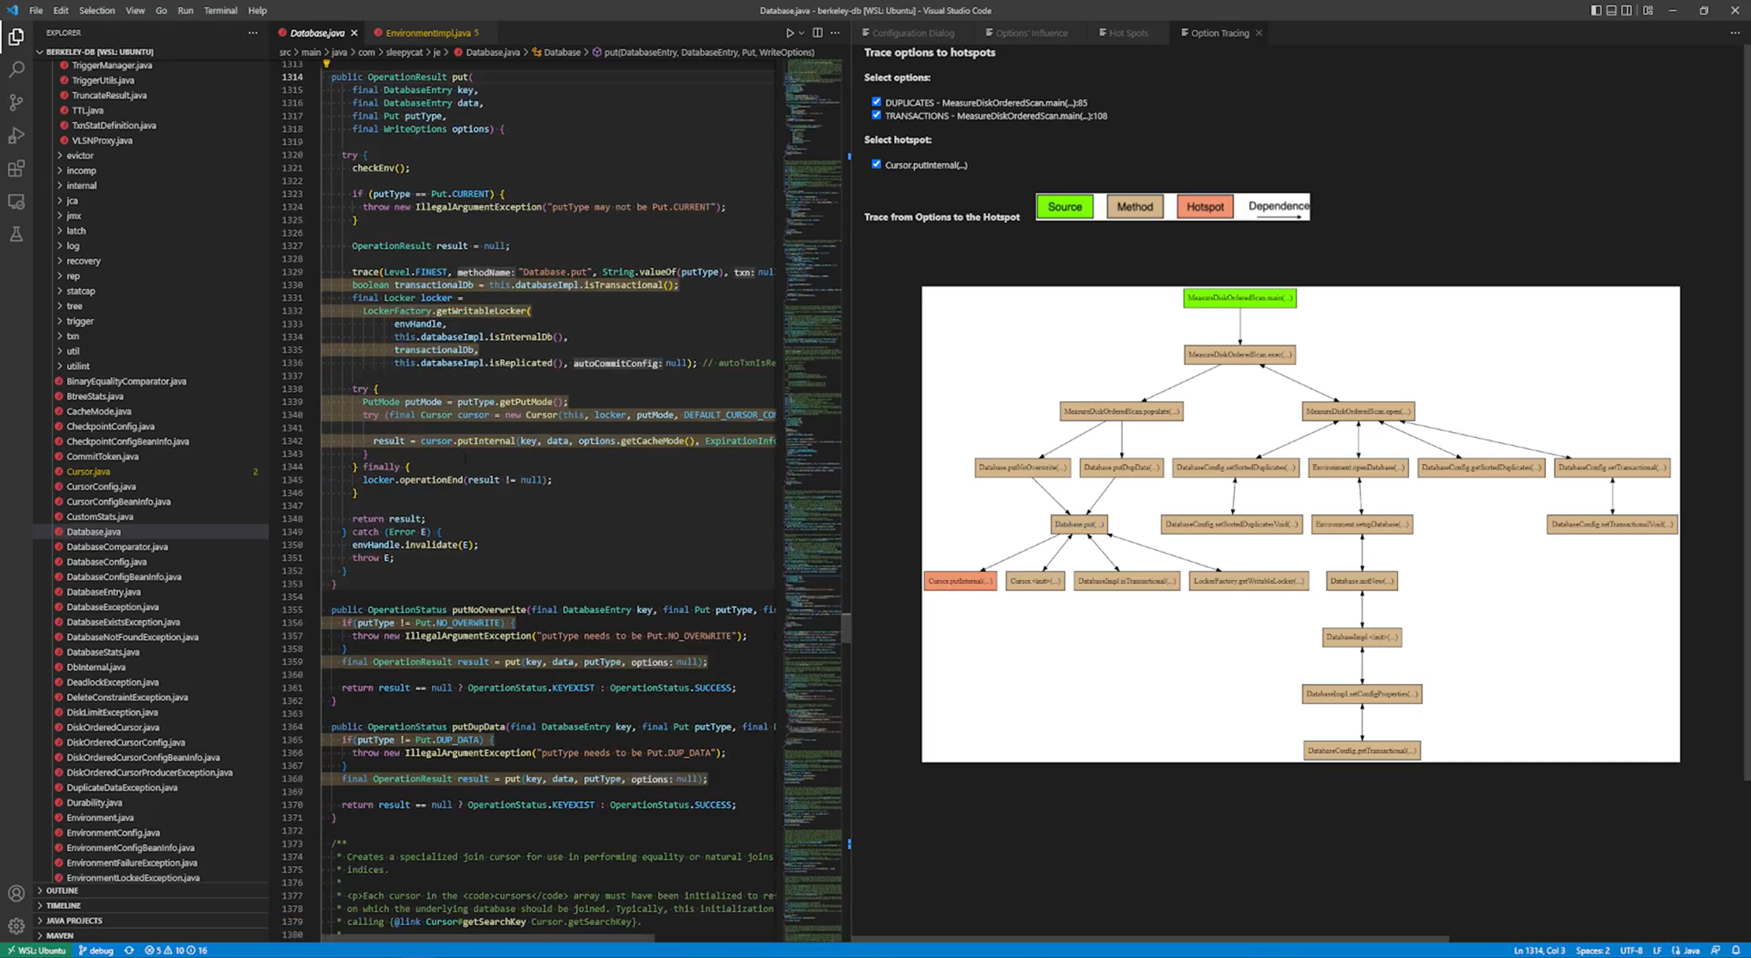 File Edit Selection View Go Run Terminal Help
Database.java - berkeley-db [WSL: Ubuntu] - Visual Studio Code
EXPLORER
BERKELEY-DB [WSL: UBUNTU]
TriggerManager.java
TriggerUtils.java
TruncateResult.java
TTL.java
TxnStatDefinition.java
VLSNProxy.java
evictor
incomp
internal
jca
jmx
latch
log
recovery
rep
statcap
tree
trigger
txn
util
utilint
BinaryEqualityComparator.java
BtreeStats.java
CacheMode.java
CheckpointConfig.java
CheckpointConfigBeanInfo.java
CommitToken.java
Cursor.java 2
CursorConfig.java
CursorConfigBeanInfo.java
CustomStats.java
Database.java
DatabaseComparator.java
DatabaseConfig.java
DatabaseConfigBeanInfo.java
DatabaseEntry.java
DatabaseException.java
DatabaseExistsException.java
DatabaseNotFoundException.java
DatabaseStats.java
DbInternal.java
DeadlockException.java
DeleteConstraintException.java
DiskLimitException.java
DiskOrderedCursor.java
DiskOrderedCursorConfig.java
DiskOrderedCursorConfigBeanInfo.java
DiskOrderedCursorProducerException.java
DuplicateDataException.java
Durability.java
Environment.java
EnvironmentConfig.java
EnvironmentConfigBeanInfo.java
EnvironmentFailureException.java
EnvironmentLockedException.java
OUTLINE
TIMELINE
JAVA PROJECTS
MAVEN
Database.java EnvironmentImpl.java 5
src > main > java > com > sleepycat > je > Database.java > Database > put(DatabaseEntry, DatabaseEntry, Put, WriteOptions)
1313
1314 public OperationResult put(
1315 final DatabaseEntry key,
1316 final DatabaseEntry data,
1317 final Put putType,
1318 final WriteOptions options) {
1319
1320 try {
1321 checkEnv();
1322
1323 if (putType == Put.CURRENT) {
1324 throw new IllegalArgumentException("putType may not be Put.CURRENT");
1325 }
1326
1327 OperationResult result = null;
1328
1329 trace(Level.FINEST, methodName: "Database.put", String.valueOf(putType), txn: null
1330 boolean transactionalDb = this.databaseImpl.isTransactional();
1331 final Locker locker =
1332 LockerFactory.getWritableLocker(
1333 envHandle,
1334 this.databaseImpl.isInternalDb(),
1335 transactionalDb,
1336 this.databaseImpl.isReplicated(), autoCommitConfig: null); // autoTxnIsRe
1337
1338 try {
1339 PutMode putMode = putType.getPutMode();
1340 try (final Cursor cursor = new Cursor(this, locker, putMode, DEFAULT_CURSOR_CO
1341
1342 result = cursor.putInternal(key, data, options.getCacheMode(), ExpirationInfo
1343 }
1344 } finally {
1345 locker.operationEnd(result != null);
1346 }
1347
1348 return result;
1349 } catch (Error E) {
1350 envHandle.invalidate(E);
1351 throw E;
1352 }
1353 }
1354
1355 public OperationStatus putNoOverwrite(final DatabaseEntry key, final Put putType, fi
1356 if(putType != Put.NO_OVERWRITE) {
1357 throw new IllegalArgumentException("putType needs to be Put.NO_OVERWRITE");
1358 }
1359 final OperationResult result = put(key, data, putType, options: null);
1360
1361 return result == null ? OperationStatus.KEYEXIST : OperationStatus.SUCCESS;
1362 }
1363
1364 public OperationStatus putDupData(final DatabaseEntry key, final Put putType, final D
1365 if(putType != Put.DUP_DATA) {
1366 throw new IllegalArgumentException("putType needs to be Put.DUP_DATA");
1367 }
1368 final OperationResult result = put(key, data, putType, options: null);
1369
1370 return result == null ? OperationStatus.KEYEXIST : OperationStatus.SUCCESS;
1371 }
1372
1373 /**
1374 * Creates a specialized join cursor for use in performing equality or natural joins
1375 * indices.
1376 *
1377 * <p>Each cursor in the <code>cursors</code> array must have been initialized to re
1378 * on which the underlying database should be joined. Typically, this initialization
1379 * calling {@link Cursor#getSearchKey Cursor.getSearchKey}.
1380 *
Configuration Dialog Options' Influence Hot Spots Option Tracing
Trace options to hotspots
Select options:
DUPLICATES - MeasureDiskOrderedScan.main(...):85
TRANSACTIONS - MeasureDiskOrderedScan.main(...):108
Select hotspot:
Cursor.putInternal(...)
Trace from Options to the Hotspot
Source Method Hotspot Dependence
MeasureDiskOrderedScan.main(...)
MeasureDiskOrderedScan.exec(...)
MeasureDiskOrderedScan.populate(...) MeasureDiskOrderedScan.open(...)
Database.putNoOverwrite(...) Database.putDupData(...) DatabaseConfig.setSortedDuplicates(...) Environment.openDatabase(...) DatabaseConfig.getSortedDuplicates(...) DatabaseConfig.setTransactional(...)
Database.put(...) DatabaseConfig.setSortedDuplicatesVoid(...) Environment.setupDatabase(...) DatabaseConfig.setTransactionalVoid(...)
Cursor.putInternal(...) Cursor.<init>(...) DatabaseImpl.isTransactional(...) LockerFactory.getWritableLocker(...) Database.initNew(...)
DatabaseImpl.<init>(...)
DatabaseImpl.setConfigProperties(...)
DatabaseConfig.getTransactional(...)
WSL: Ubuntu debug 5 10 16
Ln 1314, Col 3 Spaces: 2 UTF-8 LF Java